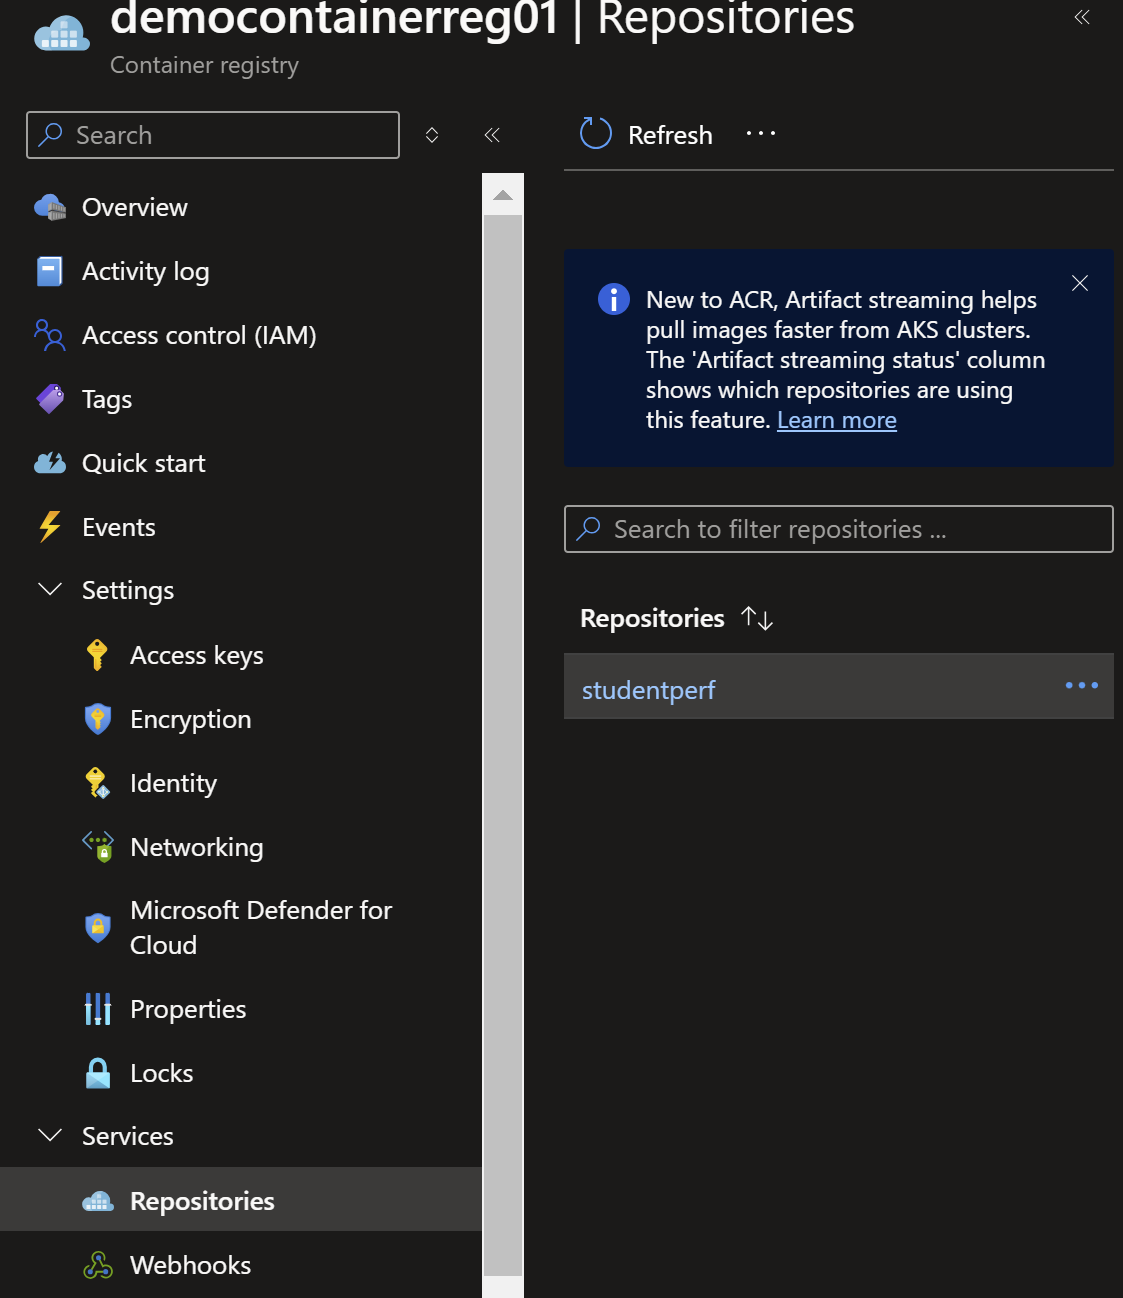 democontainerreg01 | Repositories
Container registry
Search
Overview
Activity log
Access control (IAM)
Tags
Quick start
Events
Settings
Access keys
Encryption
Identity
Networking
Microsoft Defender for
Cloud
Properties
Locks
Services
Repositories
Webhooks
Refresh
New to ACR, Artifact streaming helps
pull images faster from AKS clusters.
The 'Artifact streaming status' column
shows which repositories are using
this feature. Learn more
Search to filter repositories ...
Repositories
studentperf